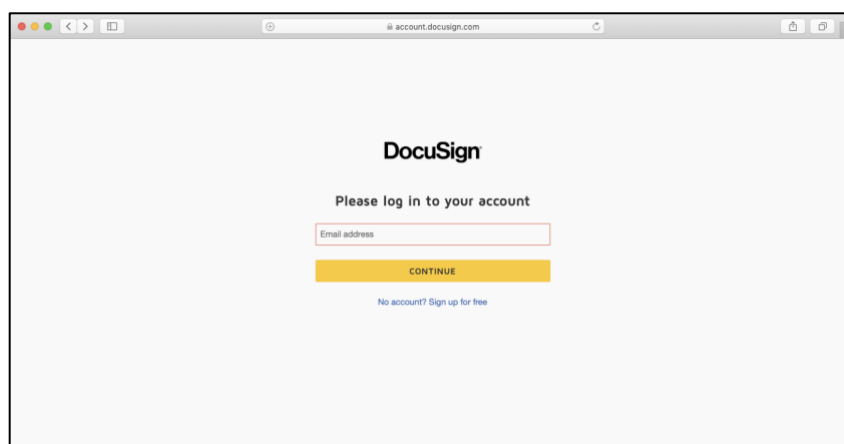 account.docusign.com
DocuSign
Please log in to your account
Email address
CONTINUE
No account? Sign up for free